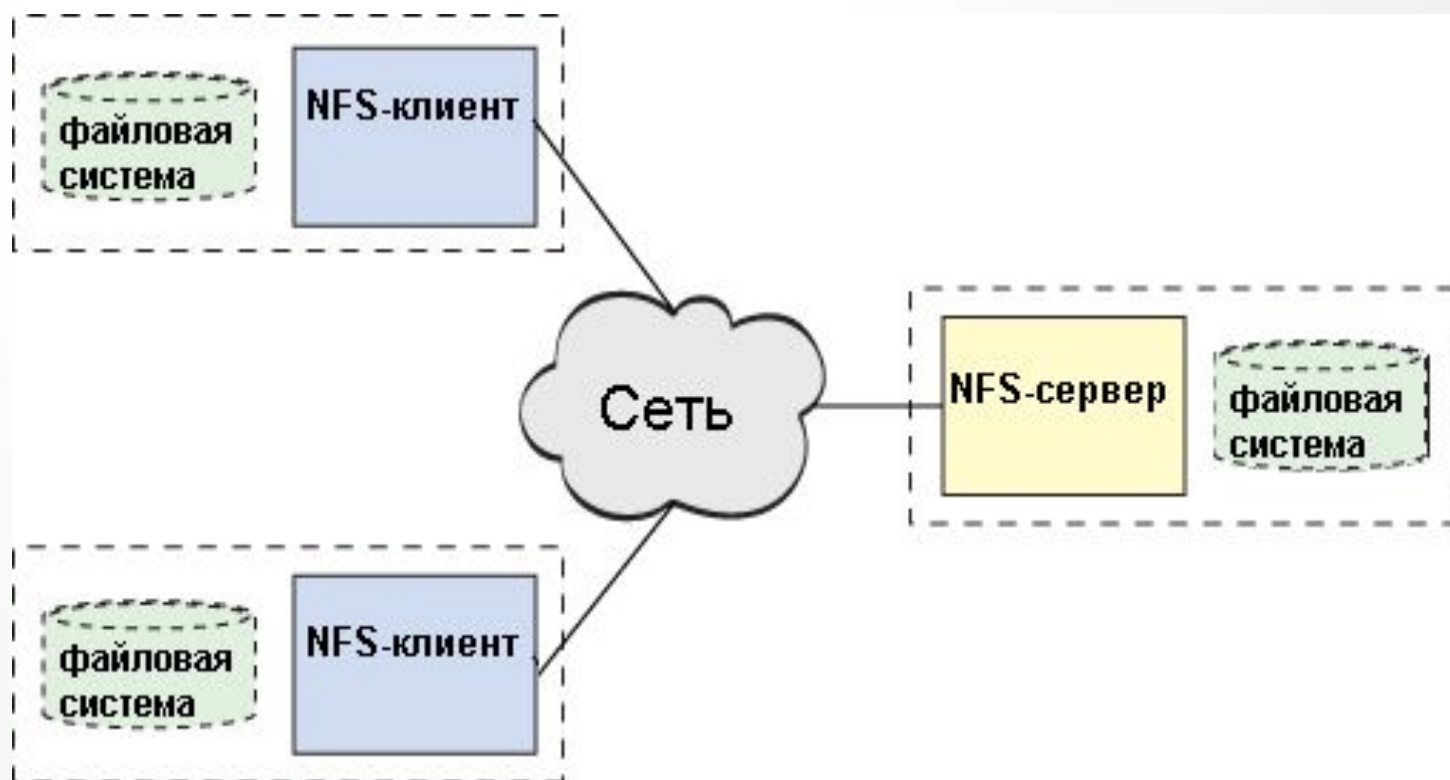 файловая
система
NFS-клиент
Сеть
NFS-сервер
файловая
система
файловая
система
NFS-клиент